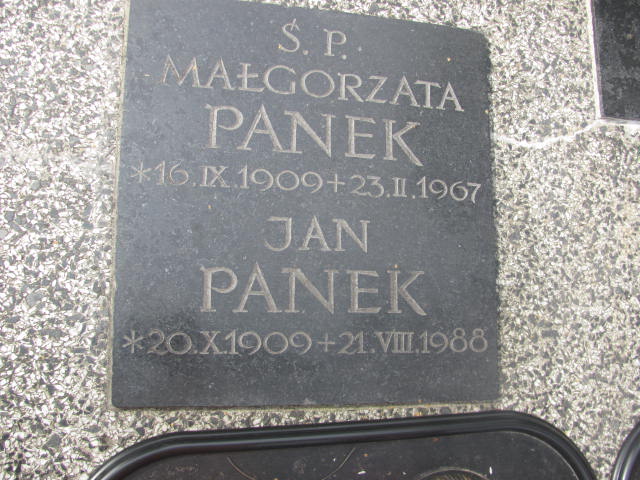 Ś. P.
MAŁGORZATA
PANEK
*16.IX.1909+23.II.1967
JAN
PANEK
*20.X.1909+21.VIII.1988